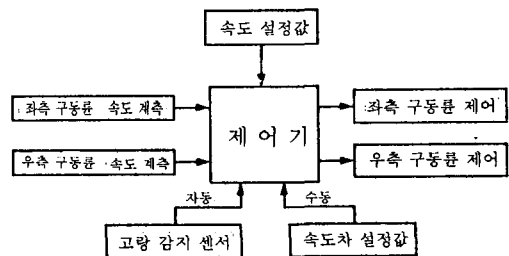 속도 설정값
좌측 구동륜 속도 계측
좌측 구동륜 제어
제 어 기
우측 구동륜 속도 계측
우측 구동륜 제어
자동
수동
고랑 감지 센서
속도차 설정값